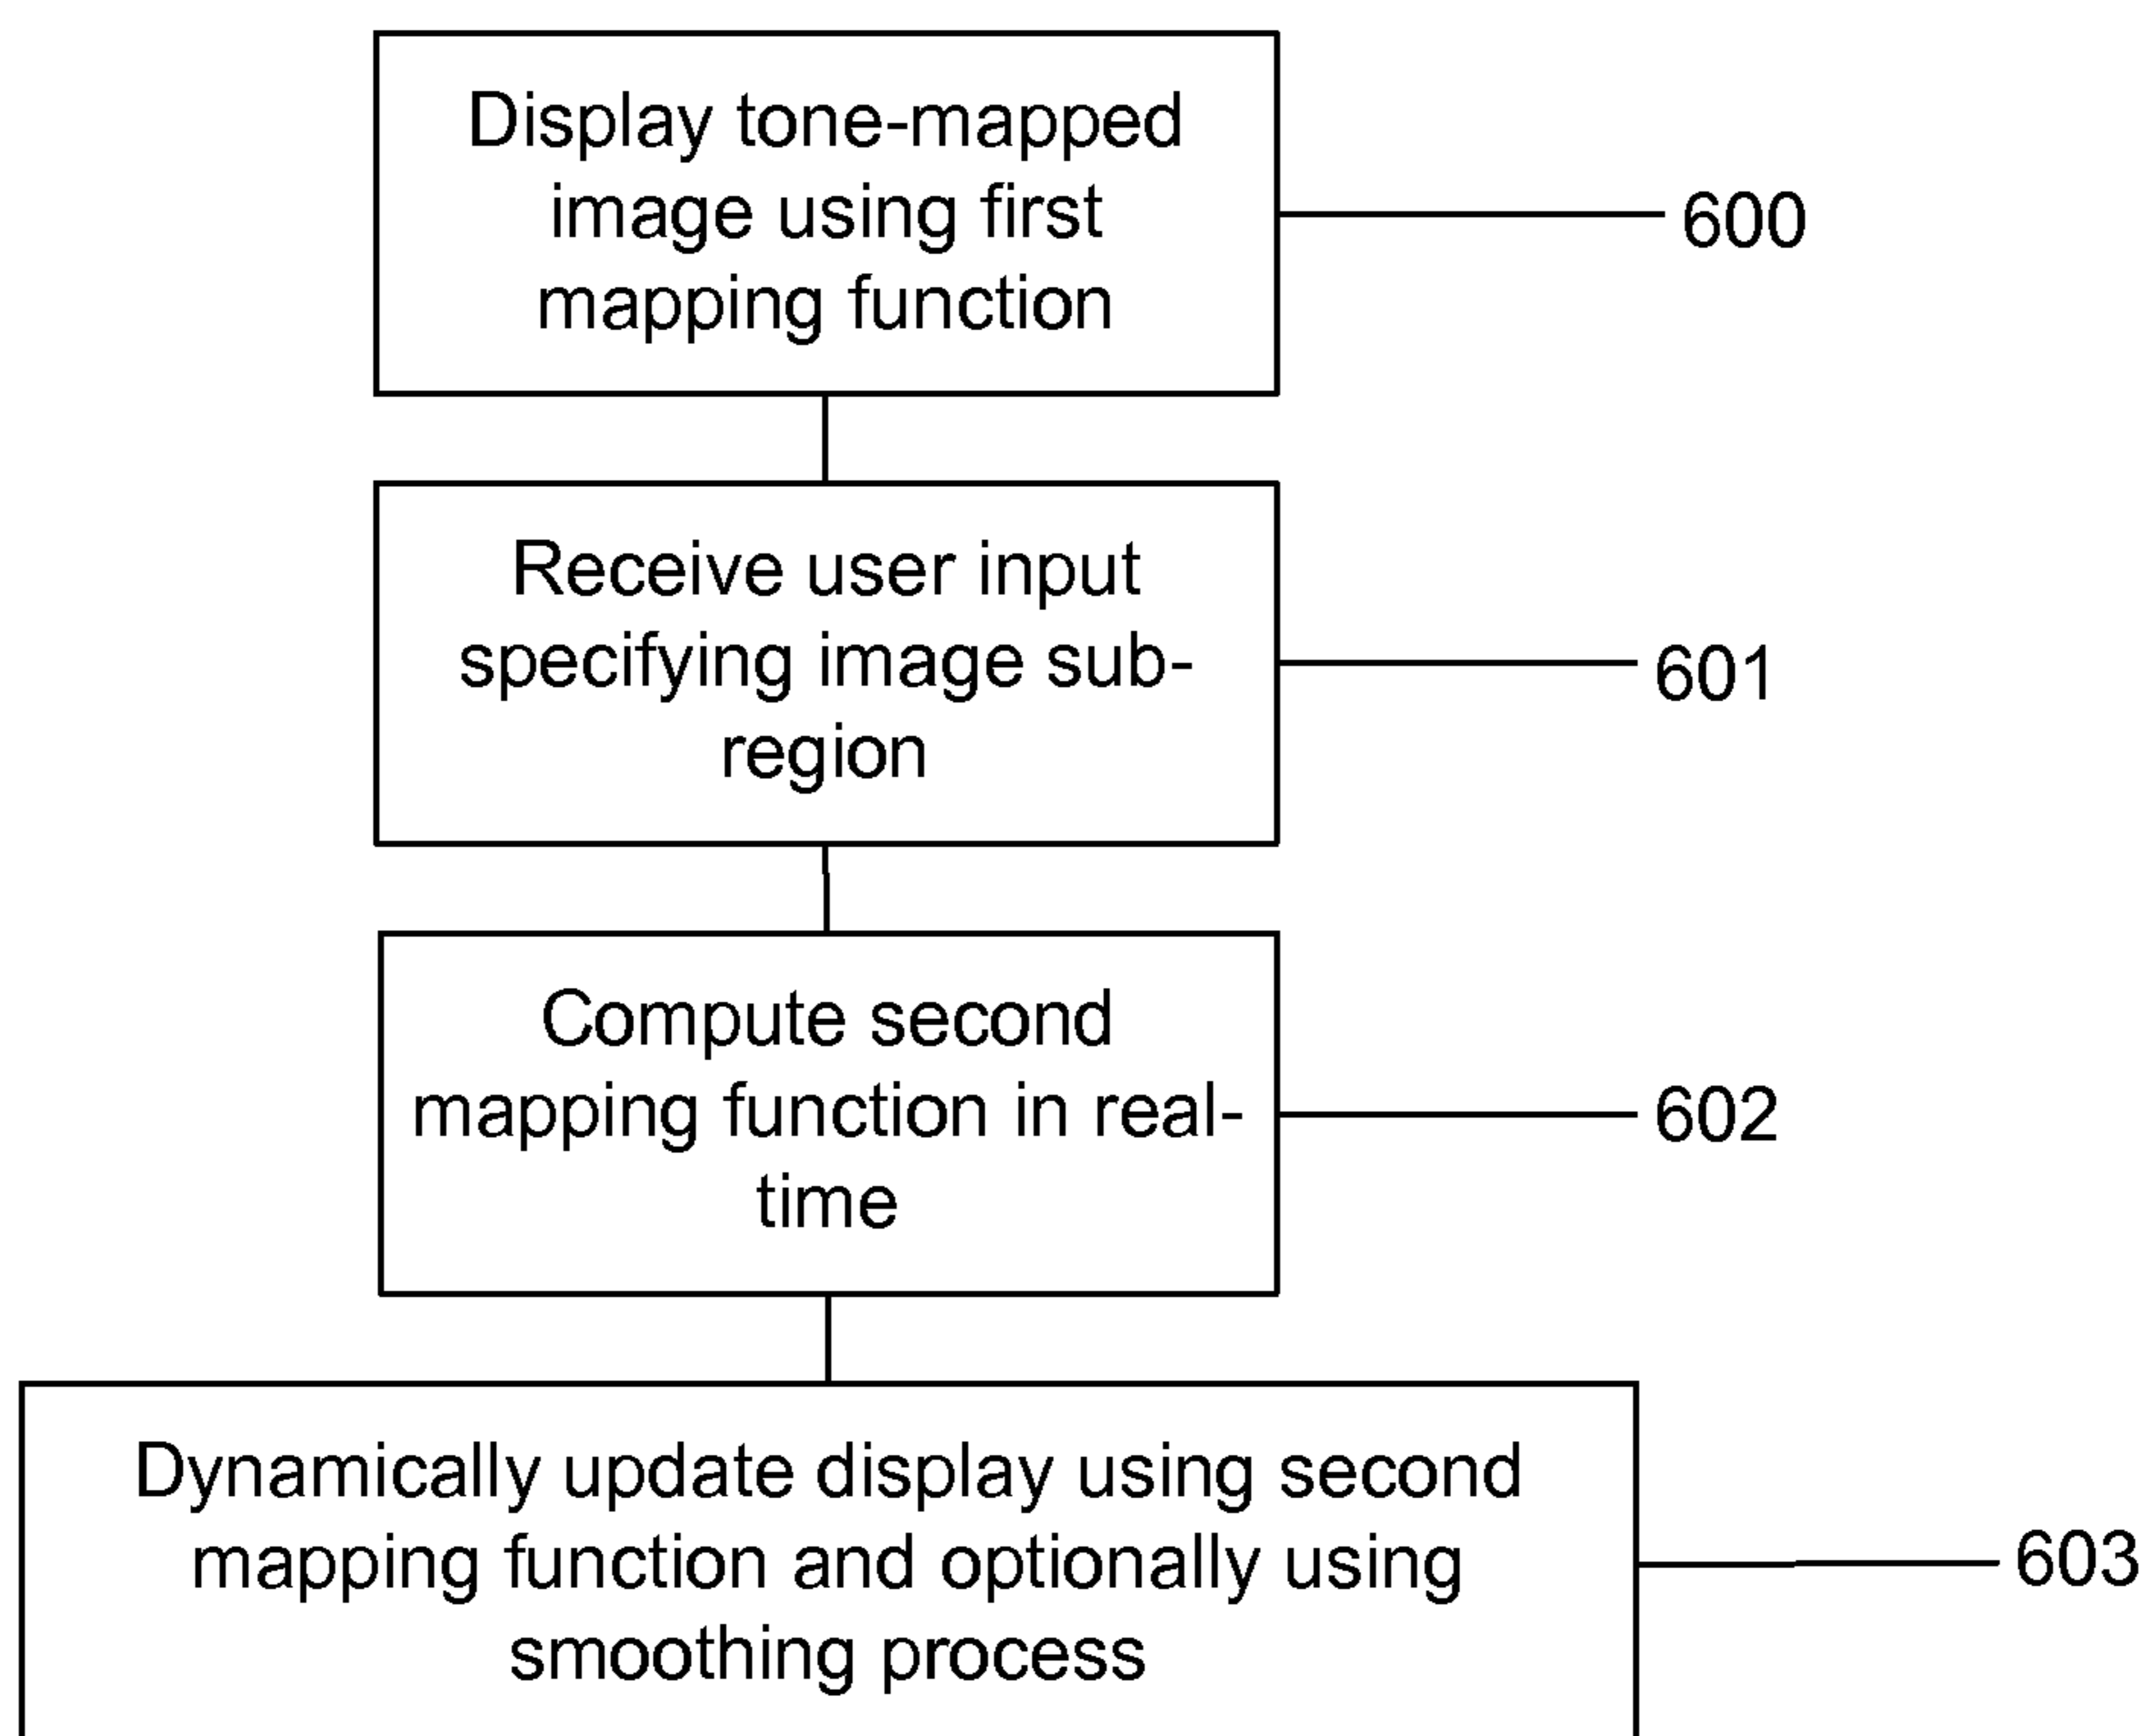 Display tone-mapped
image using first
mapping function
600
Receive user input
specifying image sub-
region
601
Compute second
mapping function in real-
time
602
Dynamically update display using second
mapping function and optionally using
smoothing process
603